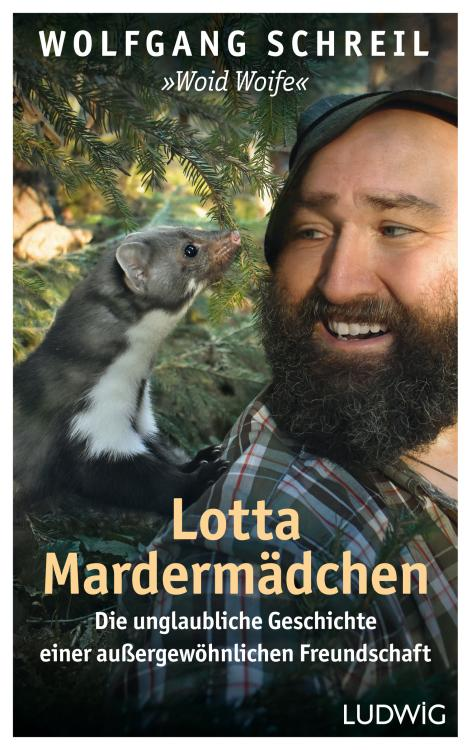 WOLFGANG SCHREIL
»Woid Woife«
Lotta
Mardermädchen
Die unglaubliche Geschichte
einer außergewöhnlichen Freundschaft
LUDWiG